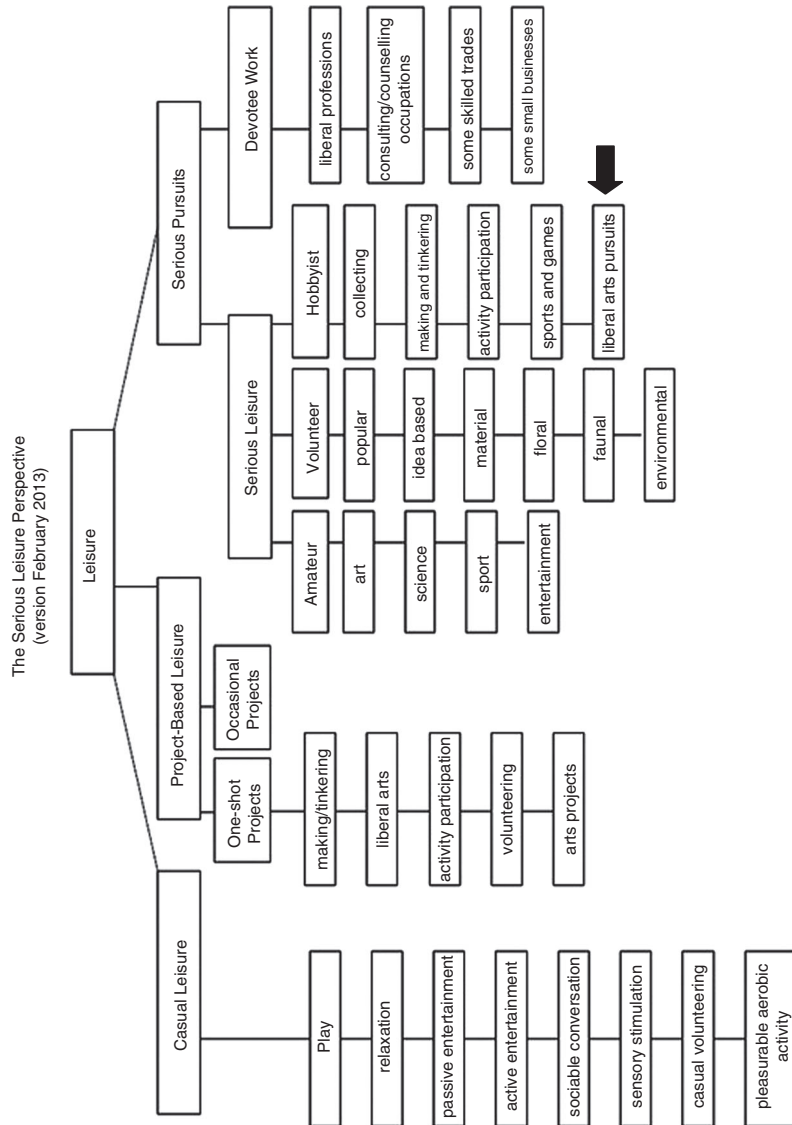 The Serious Leisure Perspective
(version February 2013)
Leisure
Casual Leisure
Project-Based Leisure
Serious Pursuits
One-shot
Projects
Occasional
Projects
Serious Leisure
Devotee Work
Play
relaxation
passive entertainment
active entertainment
sociable conversation
sensory stimulation
casual volunteering
pleasurable aerobic
activity
making/tinkering
liberal arts
activity participation
volunteering
arts projects
Amateur
art
science
sport
entertainment
Volunteer
popular
idea based
material
floral
faunal
environmental
Hobbyist
collecting
making and tinkering
activity participation
sports and games
liberal arts pursuits
liberal professions
consulting/counselling
occupations
some skilled trades
some small businesses